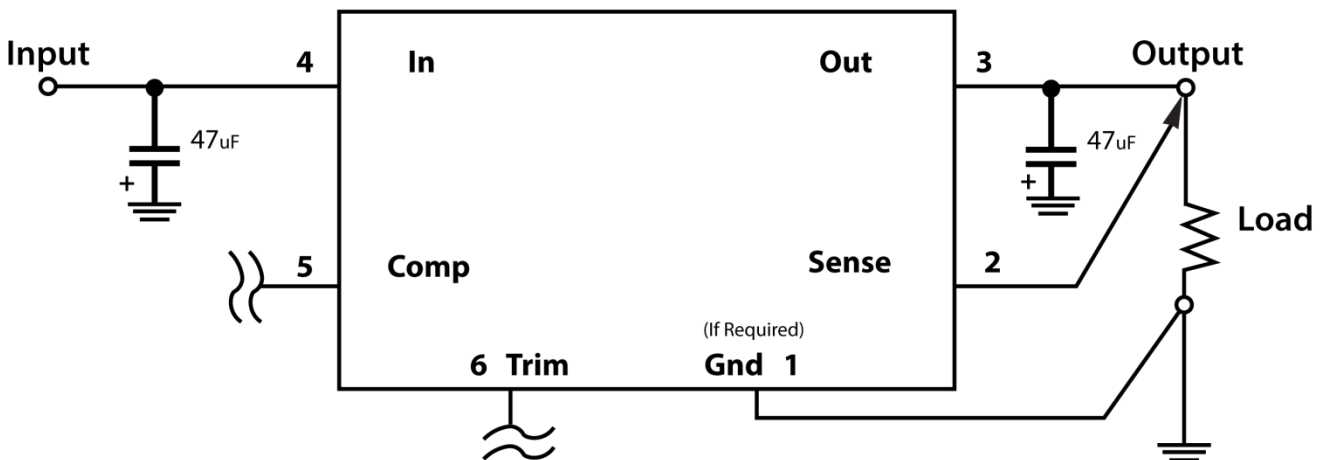 Input
4
In
Out
3
Output
47uF
+
47uF
+
Load
5
Comp
Sense
2
(If Required)
6 Trim
Gnd 1